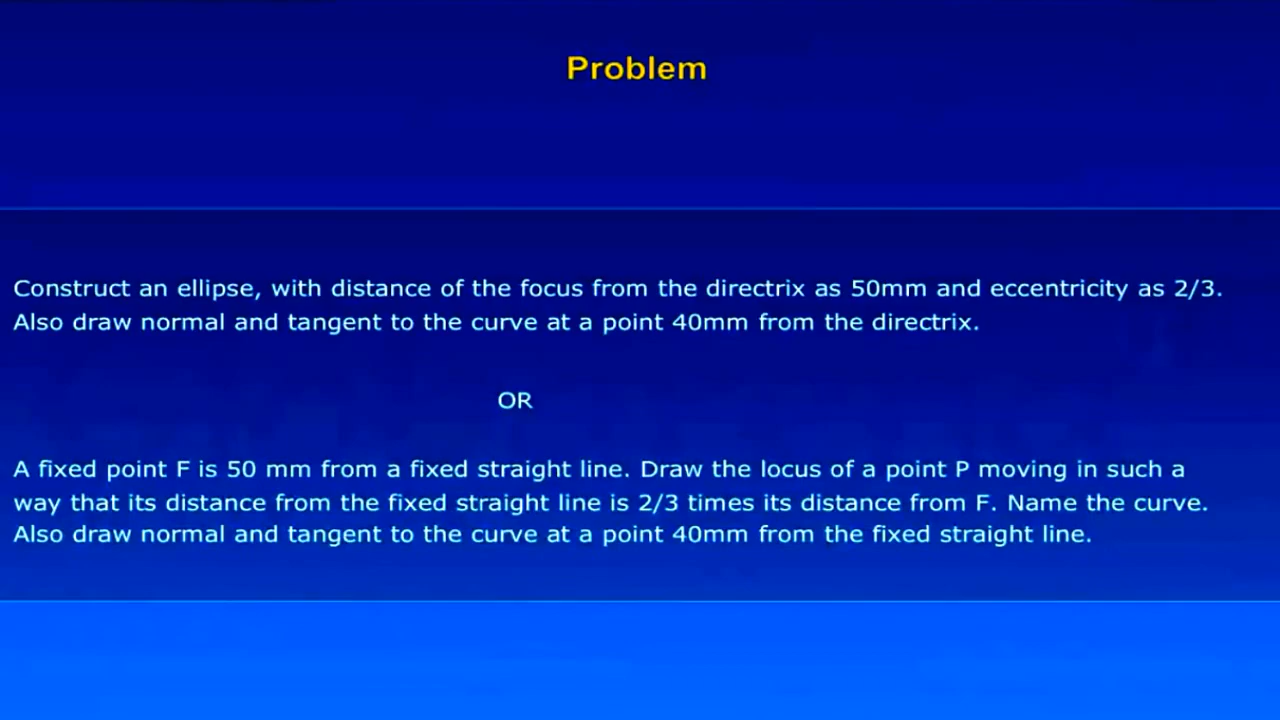 Problem
Construct an ellipse, with distance of the focus from the directrix as 50mm and eccentricity as 2/3.
Also draw normal and tangent to the curve at a point 40mm from the directrix.
OR
A fixed point F is 50 mm from a fixed straight line. Draw the locus of a point P moving in such a
way that its distance from the fixed straight line is 2/3 times its distance from F. Name the curve.
Also draw normal and tangent to the curve at a point 40mm from the fixed straight line.